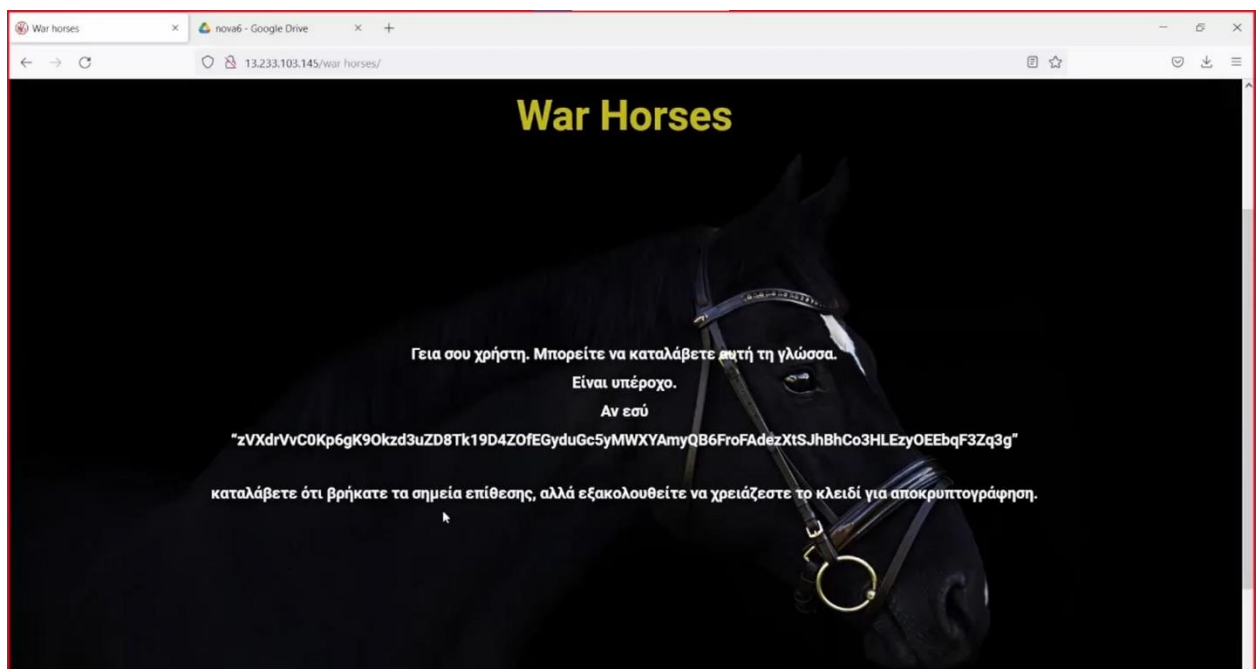 War horses
nova6 - Google Drive
13.233.103.145/war horses/
War Horses
Γεια σου χρήστη. Μπορείτε να καταλάβετε αυτή τη γλώσσα.
Είναι υπέροχο.
Αν εσύ
“zVXdrVvC0Kp6gK9Okzd3uZD8Tk19D4ZOfEGyduGc5yMWXYAmyQB6FroFAdezXtSJhBhCo3HLEzyOEEbqF3Zq3g”
καταλάβετε ότι βρήκατε τα σημεία επίθεσης, αλλά εξακολουθείτε να χρειάζεστε το κλειδί για αποκρυπτογράφηση.